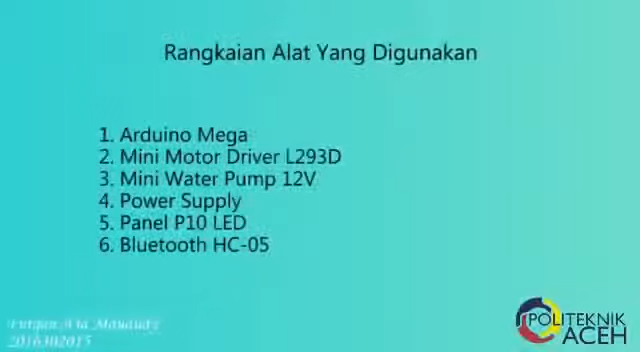 Rangkaian Alat Yang Digunakan
1. Arduino Mega
2. Mini Motor Driver L293D
3. Mini Water Pump 12V
4. Power Supply
5. Panel P10 LED
6. Bluetooth HC-05
2016302015
POLITEKNIK
ACEH